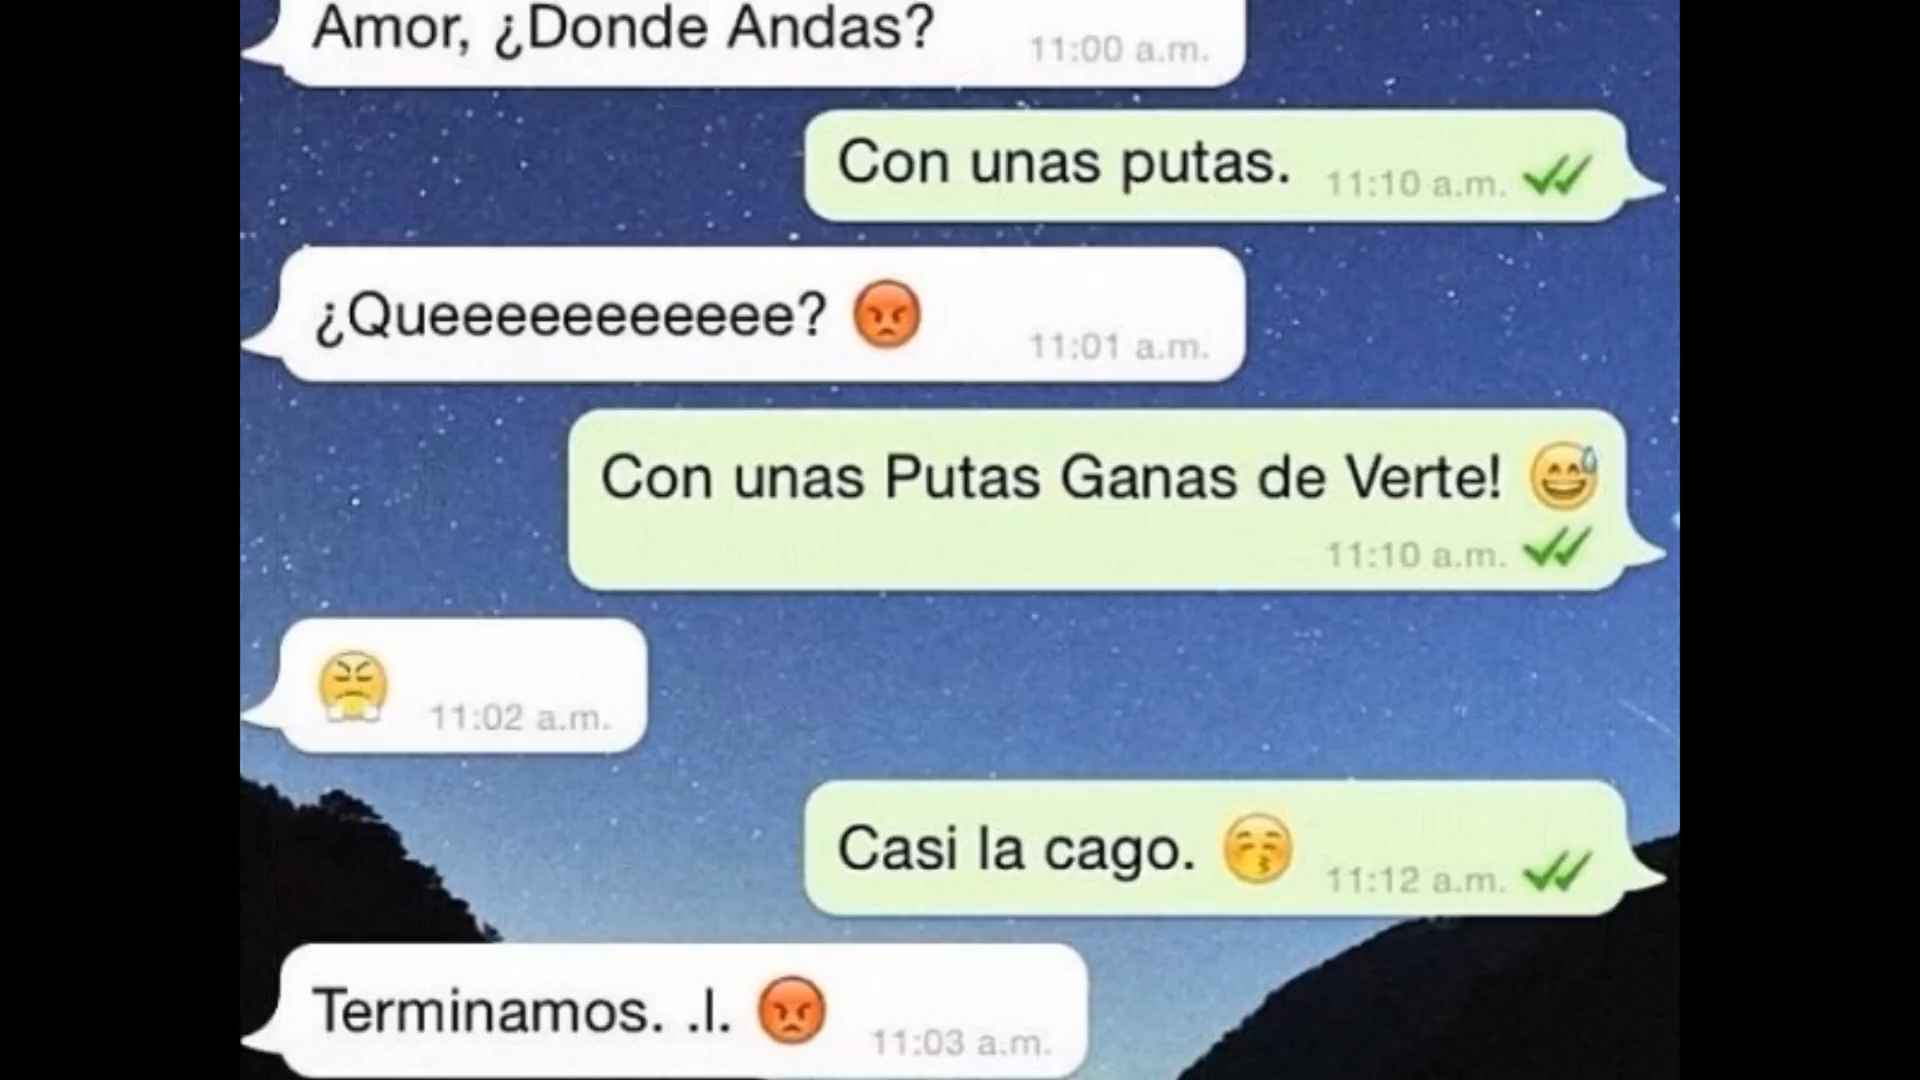 Amor, ¿Donde Andas? 11:00 a.m.
Con unas putas. 11:10 a.m.
¿Queeeeeeeeeeee? 😡 11:01 a.m.
Con unas Putas Ganas de Verte! 😅
11:10 a.m.
😤 11:02 a.m.
Casi la cago. 😚 11:12 a.m.
Terminamos. .l. 😡 11:03 a.m.